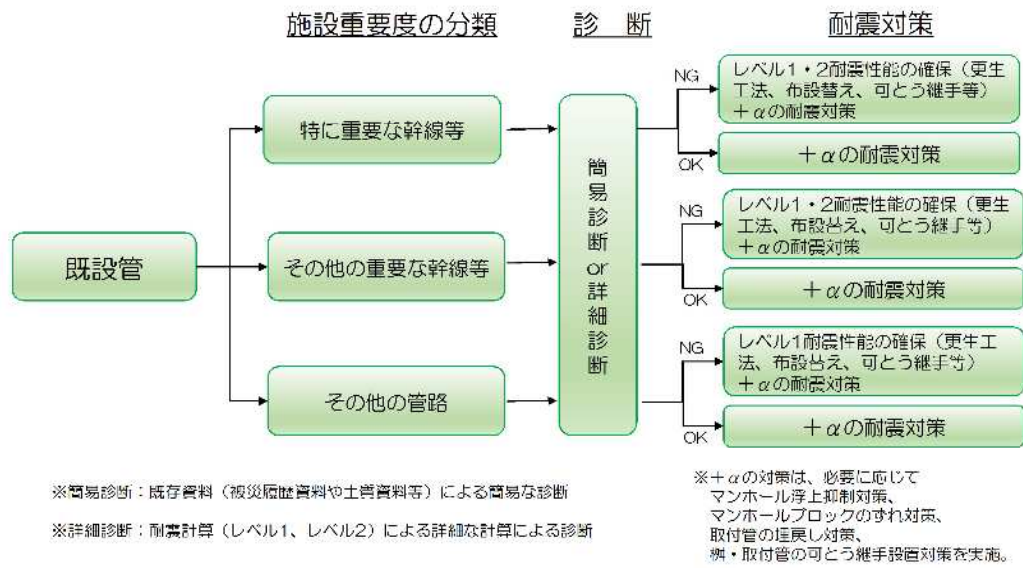 施設重要度の分類
診 断
耐震対策
既設管
特に重要な幹線等
その他の重要な幹線等
その他の管路
簡易診断or詳細診断
NG
レベル1・2耐震性能の確保(更生
工法、布設替え、可とう継手等)
+αの耐震対策
OK
+αの耐震対策
NG
レベル1・2耐震性能の確保(更生
工法、布設替え、可とう継手等)
+αの耐震対策
OK
+αの耐震対策
NG
レベル1耐震性能の確保(更生工
法、布設替え、可とう継手等)
+αの耐震対策
OK
+αの耐震対策
※簡易診断:既存資料(被災履歴資料や土質資料等)による簡易な診断
※詳細診断:耐震計算(レベル1、レベル2)による詳細な計算による診断
※+αの対策は、必要に応じて
マンホール浮上抑制対策、
マンホールブロックのずれ対策、
取付管の埋戻し対策、
桝・取付管の可とう継手設置対策を実施。